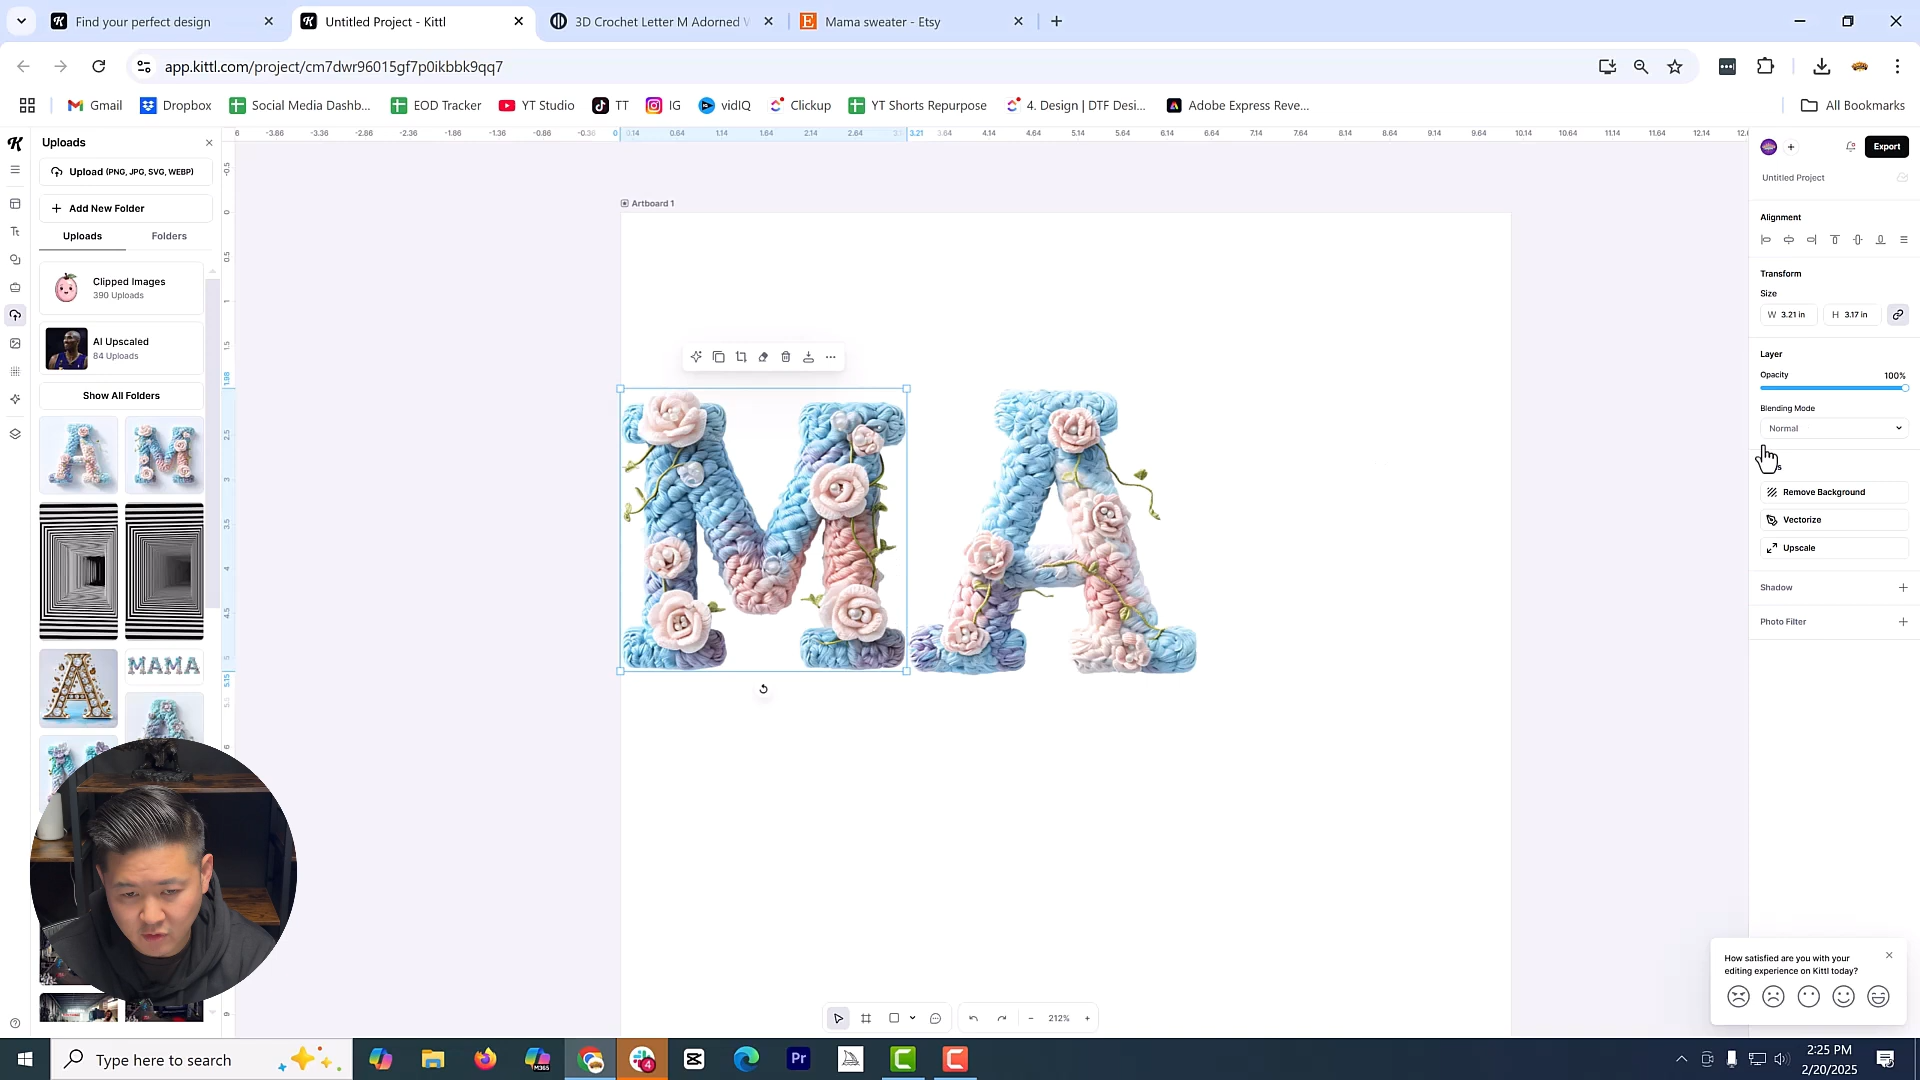 Find your perfect design
Untitled Project - Kittl
3D Crochet Letter M Adorned
Mama sweater - Etsy
app.kittl.com/project/cm7dwr96015gf7p0ikbbk9qq7
Gmail
Dropbox
Social Media Dashb...
EOD Tracker
YT Studio
TT
IG
vidIQ
Clickup
YT Shorts Repurpose
4. Design | DTF Desi...
Adobe Express Reve...
All Bookmarks
Uploads
Upload (PNG, JPG, SVG, WEBP)
Add New Folder
Uploads
Folders
Clipped Images
390 Uploads
AI Upscaled
84 Uploads
Show All Folders
MAMA
Artboard 1
M A
212%
Export
Untitled Project
Alignment
Transform
Size
W 3.21 in
H 3.17 in
Layer
Opacity
100%
Blending Mode
Normal
Remove Background
Vectorize
Upscale
Shadow
Photo Filter
How satisfied are you with your
editing experience on Kittl today?
Type here to search
2:25 PM
2/20/2025